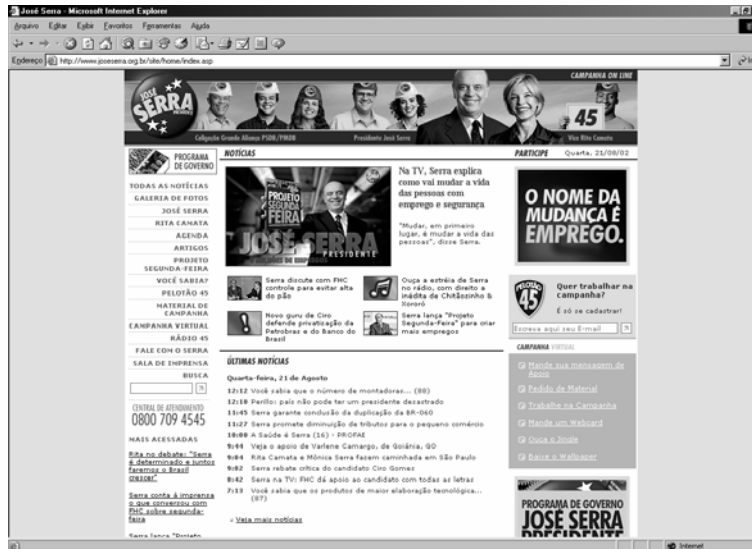 José Serra - Microsoft Internet Explorer
Arquivo Editar Exibir Favoritos Ferramentas Ajuda
Endereço http://www.joseserra.org.br/site/home/index.asp
CAMPANHA ON LINE
JOSÉ
SERRA
45
Coligação Grande Aliança PSDB/PMDB
Presidente José Serra
Vice Rita Camata
PROGRAMA
DE GOVERNO
TODAS AS NOTÍCIAS
GALERIA DE FOTOS
JOSÉ SERRA
RITA CAMATA
AGENDA
ARTIGOS
PROJETO
SEGUNDA-FEIRA
VOCÊ SABIA?
PELOTÃO 45
MATERIAL DE
CAMPANHA
CAMPANHA VIRTUAL
RÁDIO 45
FALE COM O SERRA
SALA DE IMPRENSA
BUSCA
CENTRAL DE ATENDIMENTO
0800 709 4545
MAIS ACESSADAS
Rita no debate: "Serra
é determinado e juntos
faremos o Brasil
crescer"
Serra conta à imprensa
o que conversou com
FHC sobre segunda-
feira
Serra lança "Projeto
NOTÍCIAS
PROJETO
SEGUNDA
FEIRA
JOSÉ SERRA
PRESIDENTE
Na TV, Serra explica
como vai mudar a vida
das pessoas com
emprego e segurança
"Mudar, em primeiro
lugar, é mudar a vida das
pessoas", disse Serra.
Serra discute com FHC
controle para evitar alta
do pão
Ouça a estréia de Serra
no rádio, com direito a
inédita de Chitãozinho &
Xororó
Novo guru de Ciro
defende privatização da
Petrobras e do Banco do
Brasil
Serra lança "Projeto
Segunda-Feira" para criar
mais empregos
ÚLTIMAS NOTÍCIAS
Quarta-feira, 21 de Agosto
12:12 Você sabia que o número de montadoras... (88)
12:10 Perillo: país não pode ter um presidente desastrado
11:45 Serra garante conclusão da duplicação da BR-060
11:27 Serra promete diminuição de tributos para o pequeno comércio
10:00 A Saúde é Serra (16) - PROFAE
9:44 Veja o apoio de Varlene Camargo, de Goiânia, GO
9:04 Rita Camata e Mônica Serra fazem caminhada em São Paulo
9:02 Serra rebate crítica do candidato Ciro Gomes
8:42 Serra na TV: FHC dá apoio ao candidato com todas as letras
7:13 Você sabia que os produtos de maior elaboração tecnológica...
(87)
» Veja mais notícias
PARTICIPE Quarta, 21/08/02
O NOME DA
MUDANÇA É
EMPREGO.
PELOTÃO
45
Quer trabalhar na
campanha?
É só se cadastrar!
Escreva aqui seu E-mail
CAMPANHA VIRTUAL
Mande sua mensagem de
Apoio
Pedido de Material
Trabalhe na Campanha
Mande um Webcard
Ouça o Jingle
Baixe o Wallpaper
PROGRAMA DE GOVERNO
JOSÉ SERRA
PRESIDENTE
Internet